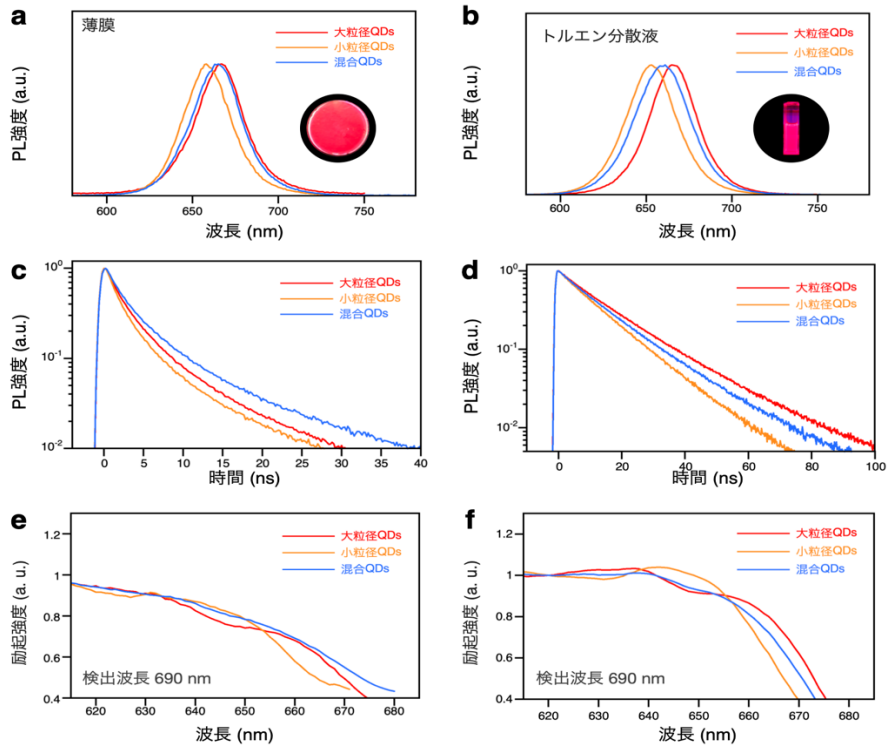 a
薄膜
大粒径QDs
小粒径QDs
混合QDs
PL強度 (a.u.)
600
650
700
750
波長 (nm)
b
トルエン分散液
大粒径QDs
小粒径QDs
混合QDs
PL強度 (a.u.)
600
650
700
750
波長 (nm)
c
大粒径QDs
小粒径QDs
混合QDs
PL強度 (a.u.)
10⁰
10⁻¹
10⁻²
0
5
10
15
20
25
30
35
40
時間 (ns)
d
大粒径QDs
小粒径QDs
混合QDs
PL強度 (a.u.)
10⁰
10⁻¹
10⁻²
0
20
40
60
80
100
時間 (ns)
e
大粒径QDs
小粒径QDs
混合QDs
励起強度 (a. u.)
1.2
1
0.8
0.6
0.4
検出波長 690 nm
620
630
640
650
660
670
680
波長 (nm)
f
大粒径QDs
小粒径QDs
混合QDs
励起強度 (a. u.)
1.2
1
0.8
0.6
0.4
検出波長 690 nm
620
630
640
650
660
670
680
波長 (nm)